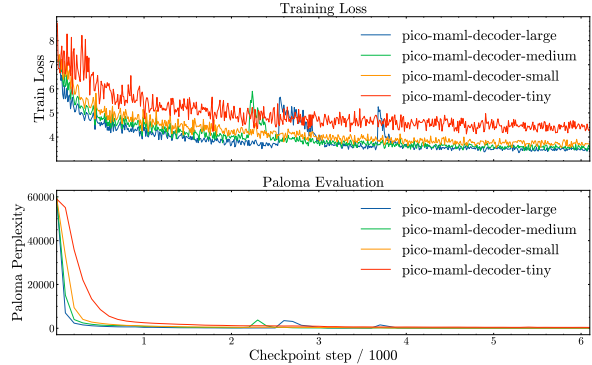 Training Loss
Train Loss
8
7
6
5
4
pico-maml-decoder-large
pico-maml-decoder-medium
pico-maml-decoder-small
pico-maml-decoder-tiny
Paloma Evaluation
Paloma Perplexity
60000
40000
20000
0
pico-maml-decoder-large
pico-maml-decoder-medium
pico-maml-decoder-small
pico-maml-decoder-tiny
1 2 3 4 5 6
Checkpoint step / 1000